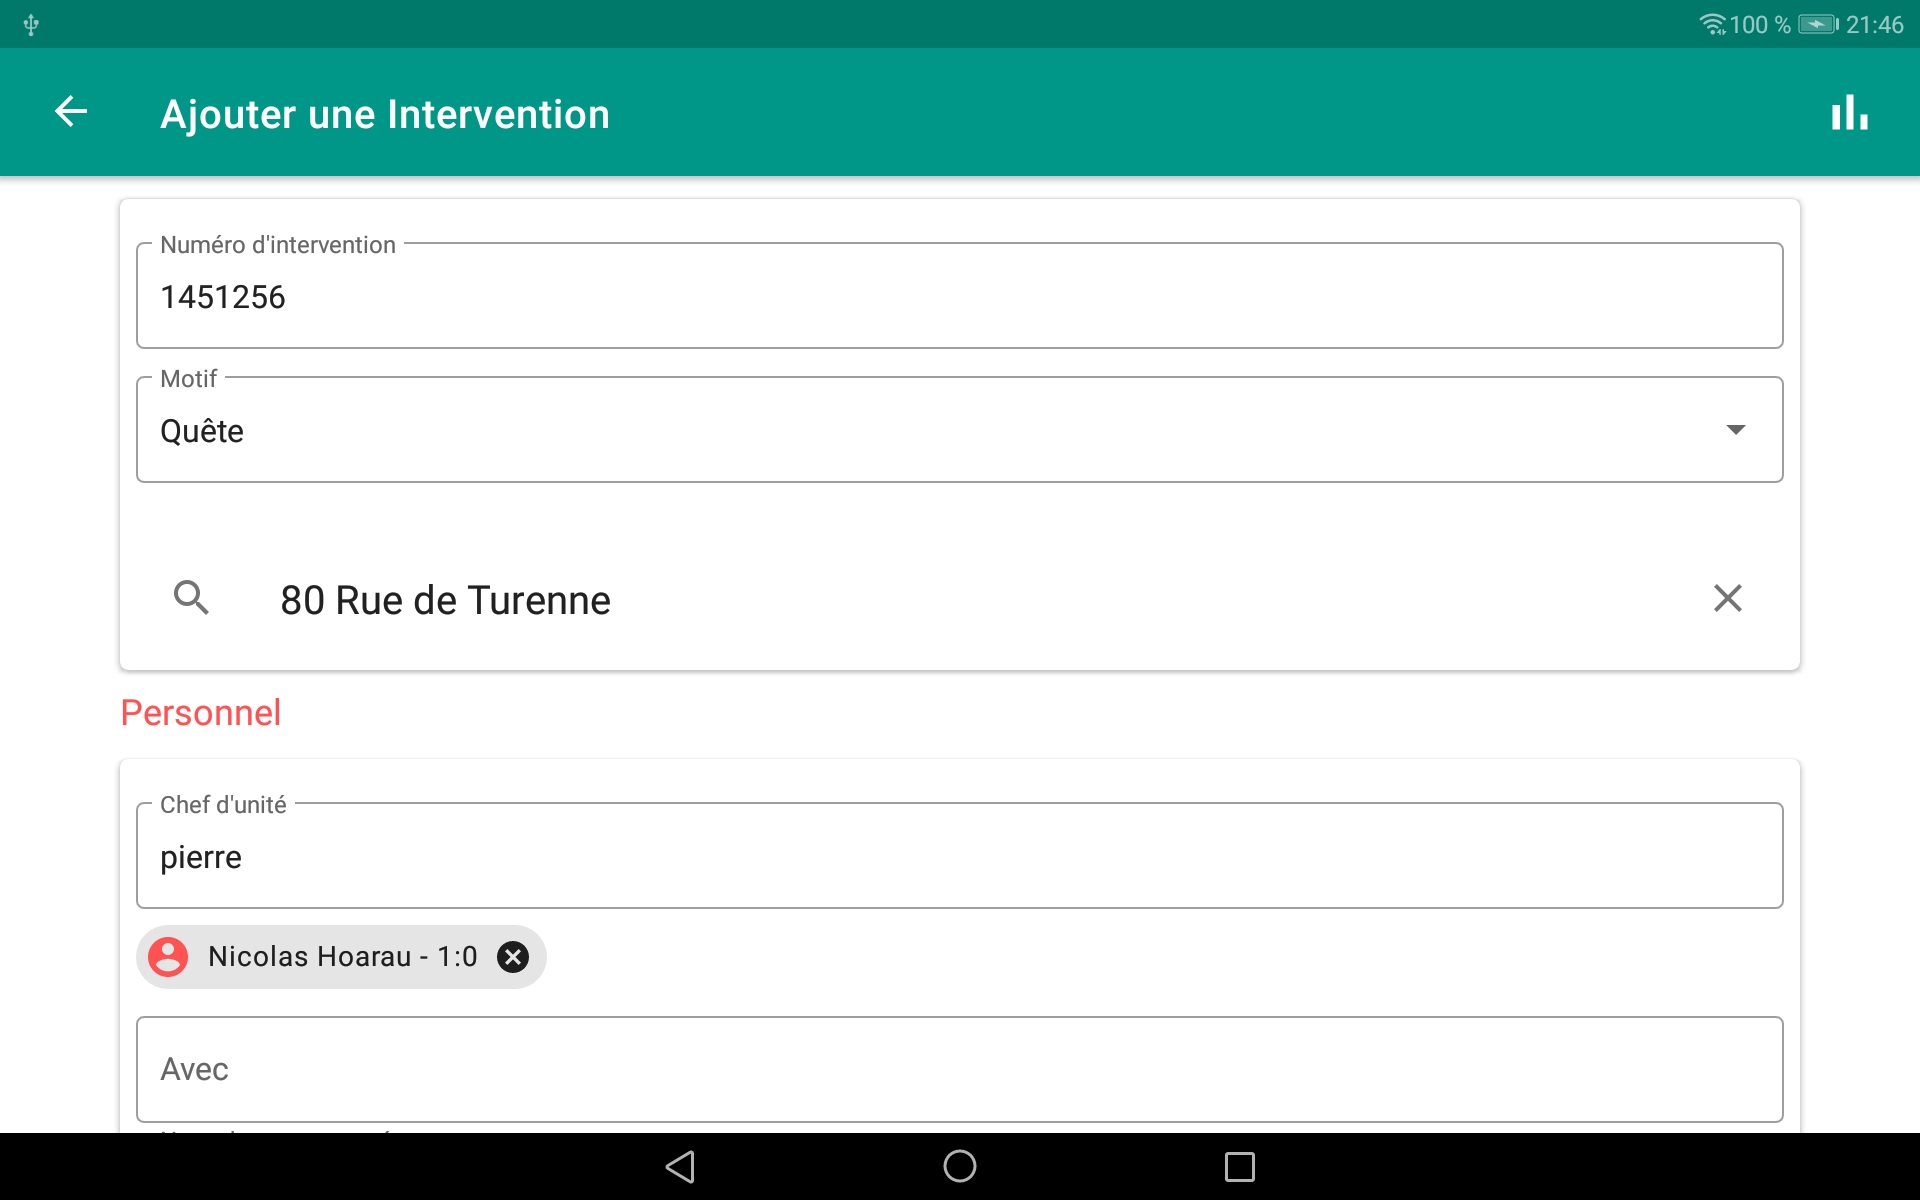 100 % 21:46
Ajouter une Intervention
Numéro d'intervention
1451256
Motif
Quête
80 Rue de Turenne
Personnel
Chef d'unité
pierre
Nicolas Hoarau - 1:0
Avec